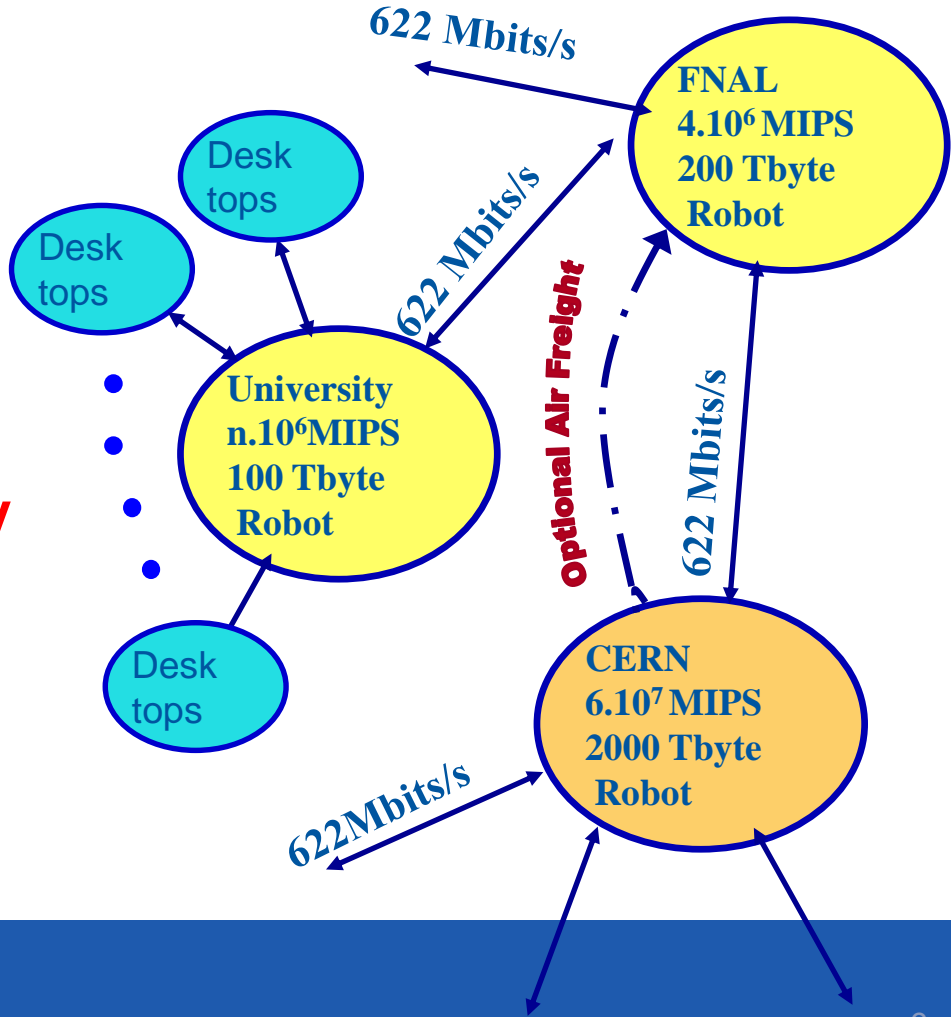 622 Mbits/s
FNAL
4.10⁶ MIPS
200 Tbyte
Robot
Desk
tops
Desk
tops
622 Mbits/s
University
n.10⁶MIPS
100 Tbyte
Robot
Optional Air Freight
622 Mbits/s
Desk
tops
CERN
6.10⁷ MIPS
2000 Tbyte
Robot
622Mbits/s